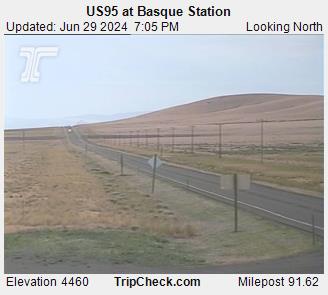 US95 at Basque Station
Updated: Jun 29 2024 7:05 PM Looking North
Elevation 4460 TripCheck.com Milepost 91.62